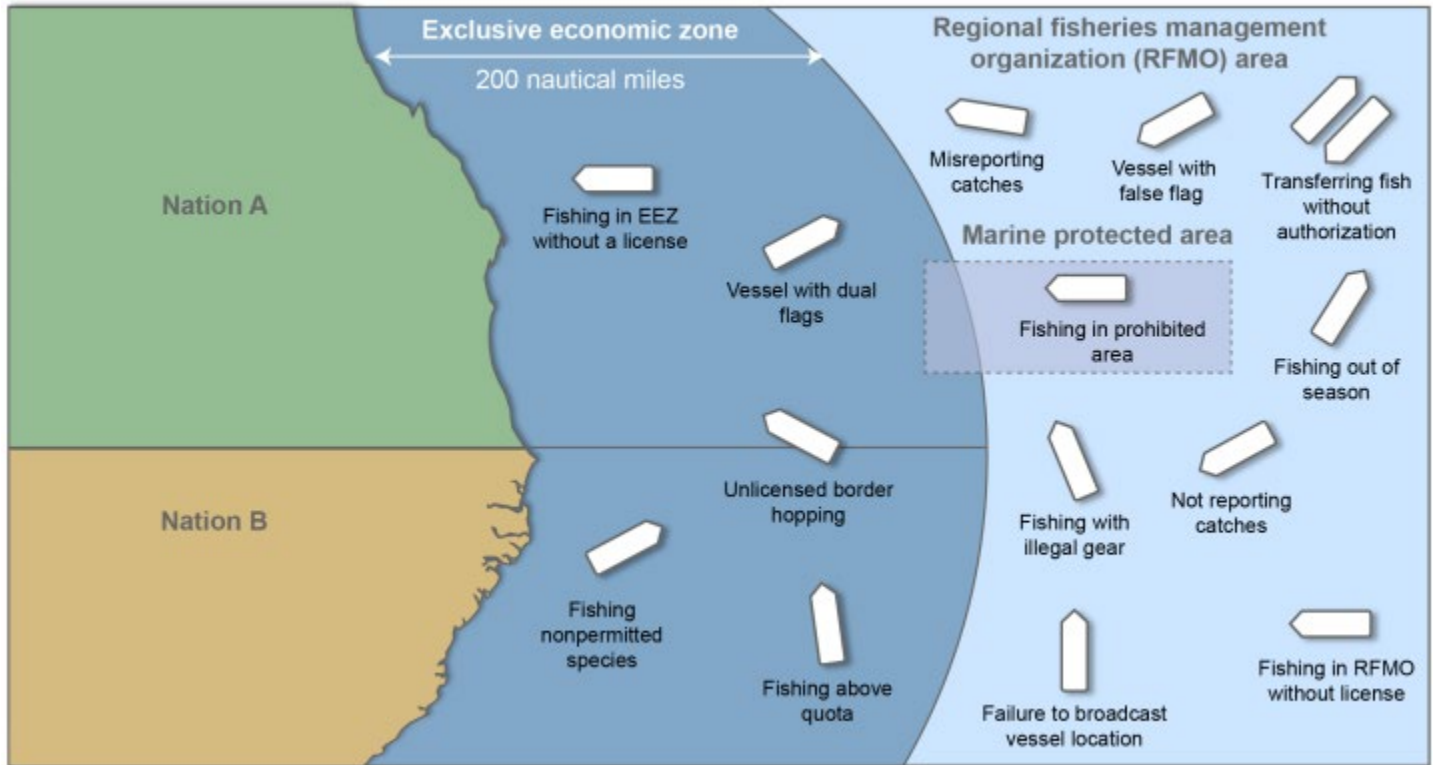 Exclusive economic zone
200 nautical miles
Regional fisheries management
organization (RFMO) area
Misreporting
catches
Vessel with
false flag
Transferring fish
without
authorization
Nation A
Fishing in EEZ
without a license
Vessel with dual
flags
Marine protected area
Fishing in prohibited
area
Fishing out of
season
Nation B
Unlicensed border
hopping
Fishing with
illegal gear
Not reporting
catches
Fishing
nonpermitted
species
Fishing above
quota
Failure to broadcast
vessel location
Fishing in RFMO
without license